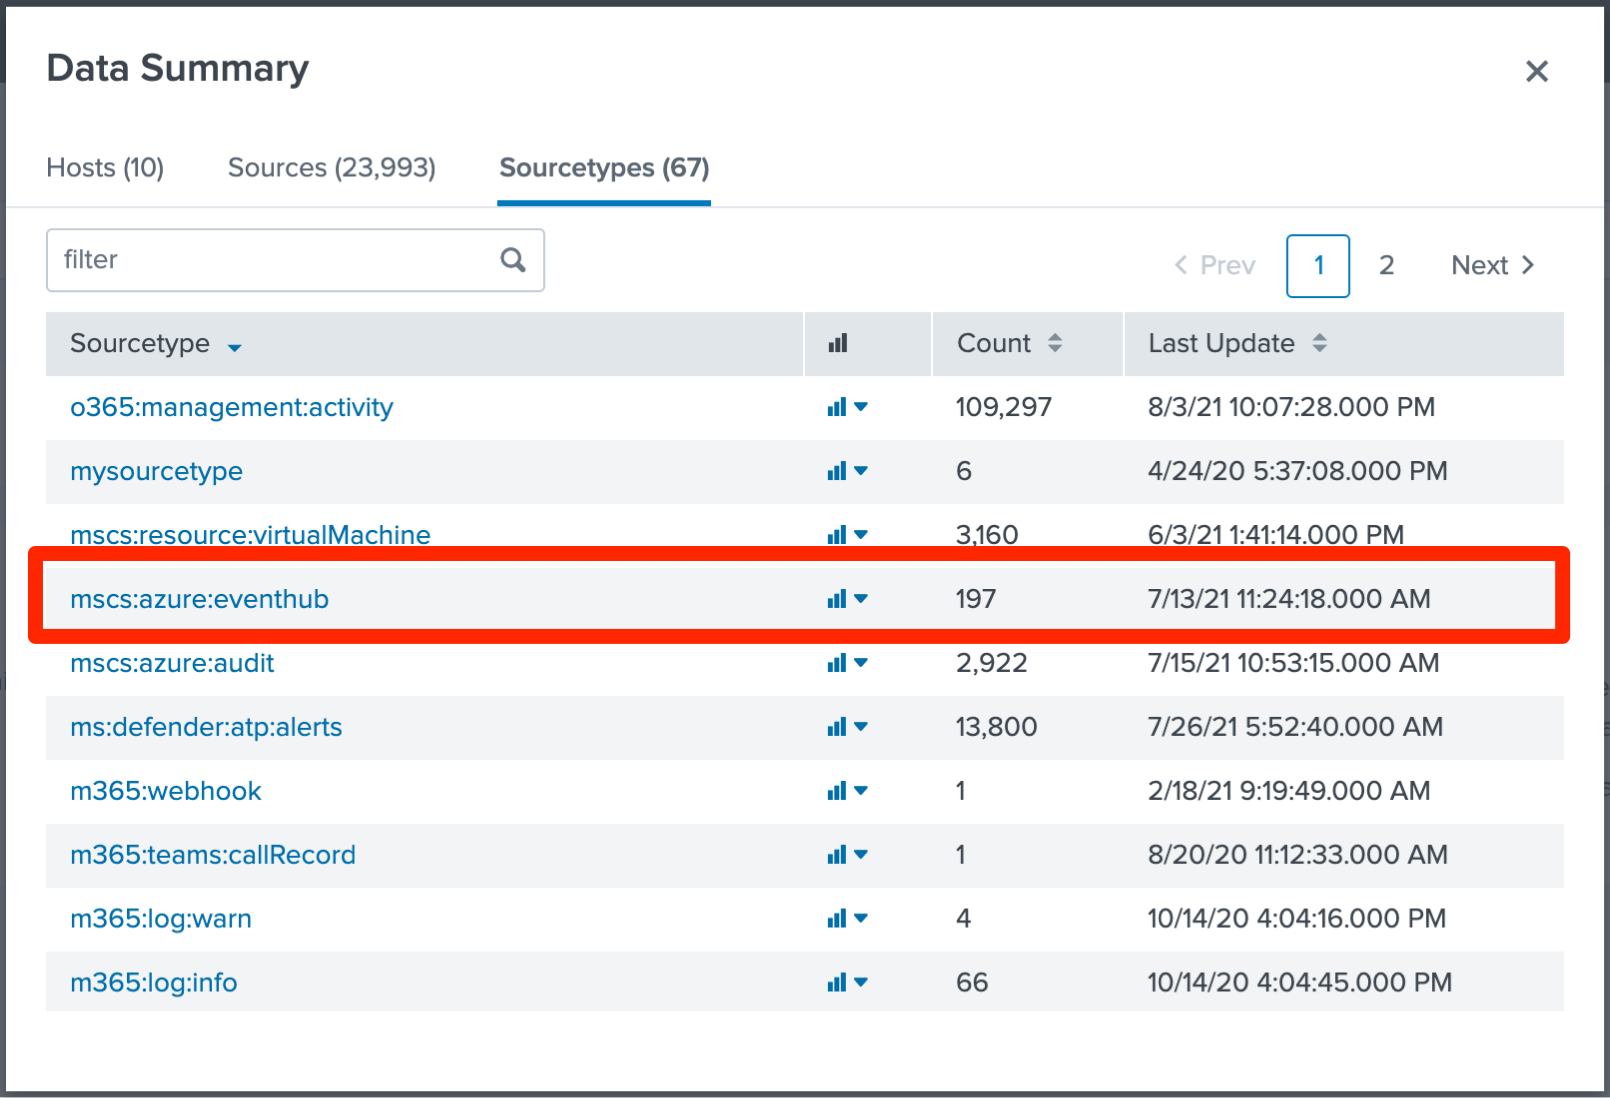 Data Summary
Hosts (10) Sources (23,993) Sourcetypes (67)
filter
Prev 1 2 Next
Sourcetype Count Last Update
o365:management:activity 109,297 8/3/21 10:07:28.000 PM
mysourcetype 6 4/24/20 5:37:08.000 PM
mscs:resource:virtualMachine 3,160 6/3/21 1:41:14.000 PM
mscs:azure:eventhub 197 7/13/21 11:24:18.000 AM
mscs:azure:audit 2,922 7/15/21 10:53:15.000 AM
ms:defender:atp:alerts 13,800 7/26/21 5:52:40.000 AM
m365:webhook 1 2/18/21 9:19:49.000 AM
m365:teams:callRecord 1 8/20/20 11:12:33.000 AM
m365:log:warn 4 10/14/20 4:04:16.000 PM
m365:log:info 66 10/14/20 4:04:45.000 PM